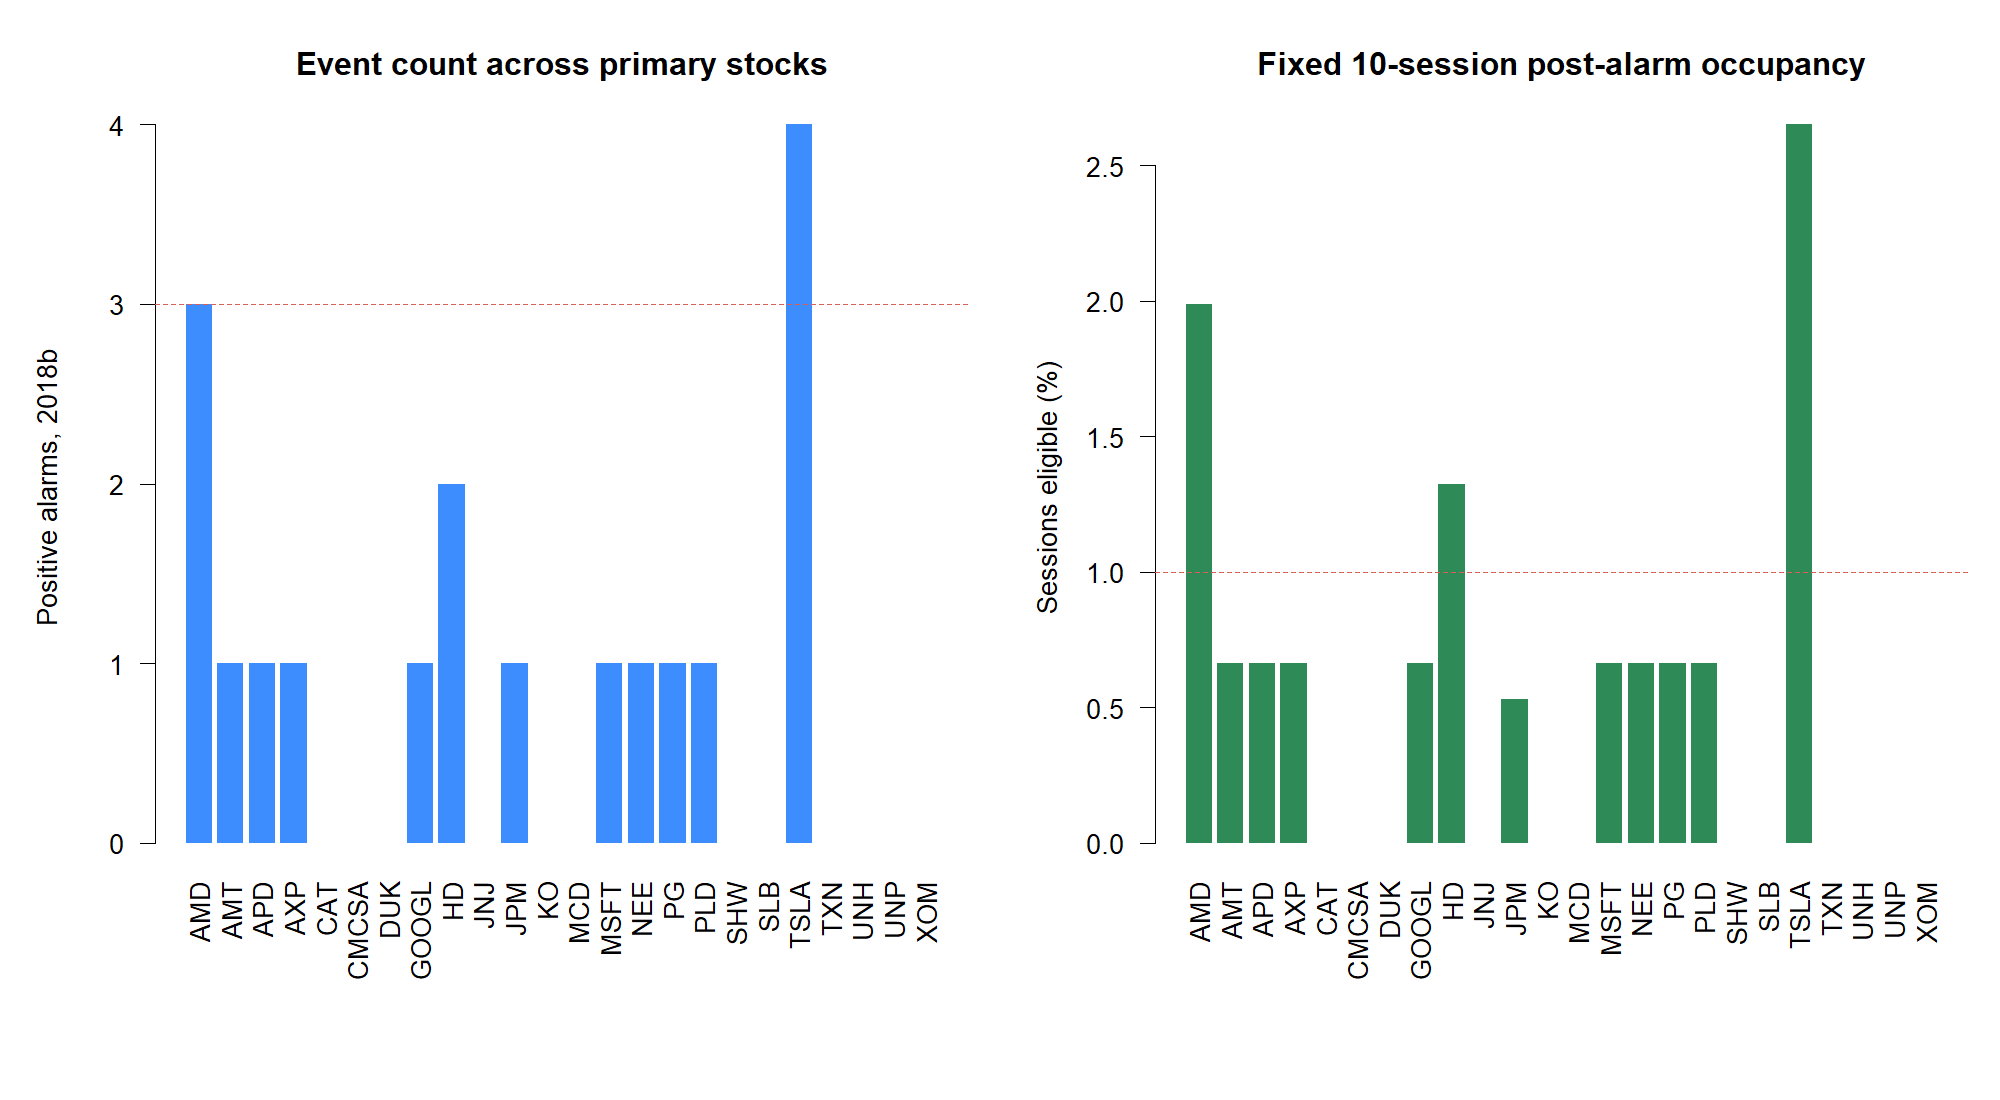 Event count across primary stocks
Positive alarms, 2018b
4
3
2
1
0
AMD
AMT
APD
AXP
CAT
CMCSA
DUK
GOOGL
HD
JNJ
JPM
KO
MCD
MSFT
NEE
PG
PLD
SHW
SLB
TSLA
TXN
UNH
UNP
XOM
Fixed 10-session post-alarm occupancy
Sessions eligible (%)
2.5
2.0
1.5
1.0
0.5
0.0
AMD
AMT
APD
AXP
CAT
CMCSA
DUK
GOOGL
HD
JNJ
JPM
KO
MCD
MSFT
NEE
PG
PLD
SHW
SLB
TSLA
TXN
UNH
UNP
XOM